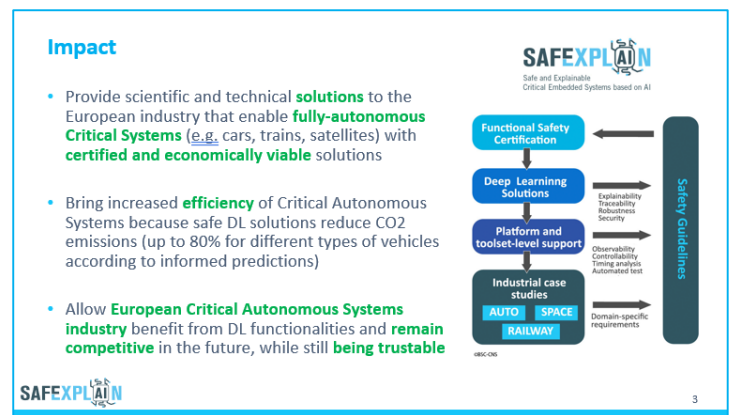 Impact
• Provide scientific and technical solutions to the
European industry that enable fully-autonomous
Critical Systems (e.g. cars, trains, satellites) with
certified and economically viable solutions
• Bring increased efficiency of Critical Autonomous
Systems because safe DL solutions reduce CO2
emissions (up to 80% for different types of vehicles
according to informed predictions)
• Allow European Critical Autonomous Systems
industry benefit from DL functionalities and remain
competitive in the future, while still being trustable
SAFEXPLAIN
Safe and Explainable
Critical Embedded Systems based on AI
Functional Safety
Certification
Deep Learninng
Solutions
Explainability
Traceability
Robustness
Security
Platform and
toolset-level support
Observability
Controllability
Timing analysis
Automated test
Industrial case
studies
AUTO SPACE
RAILWAY
Domain-specific
requirements
Safety Guidelines
©BSC-CNS
SAFEXPLAIN
3